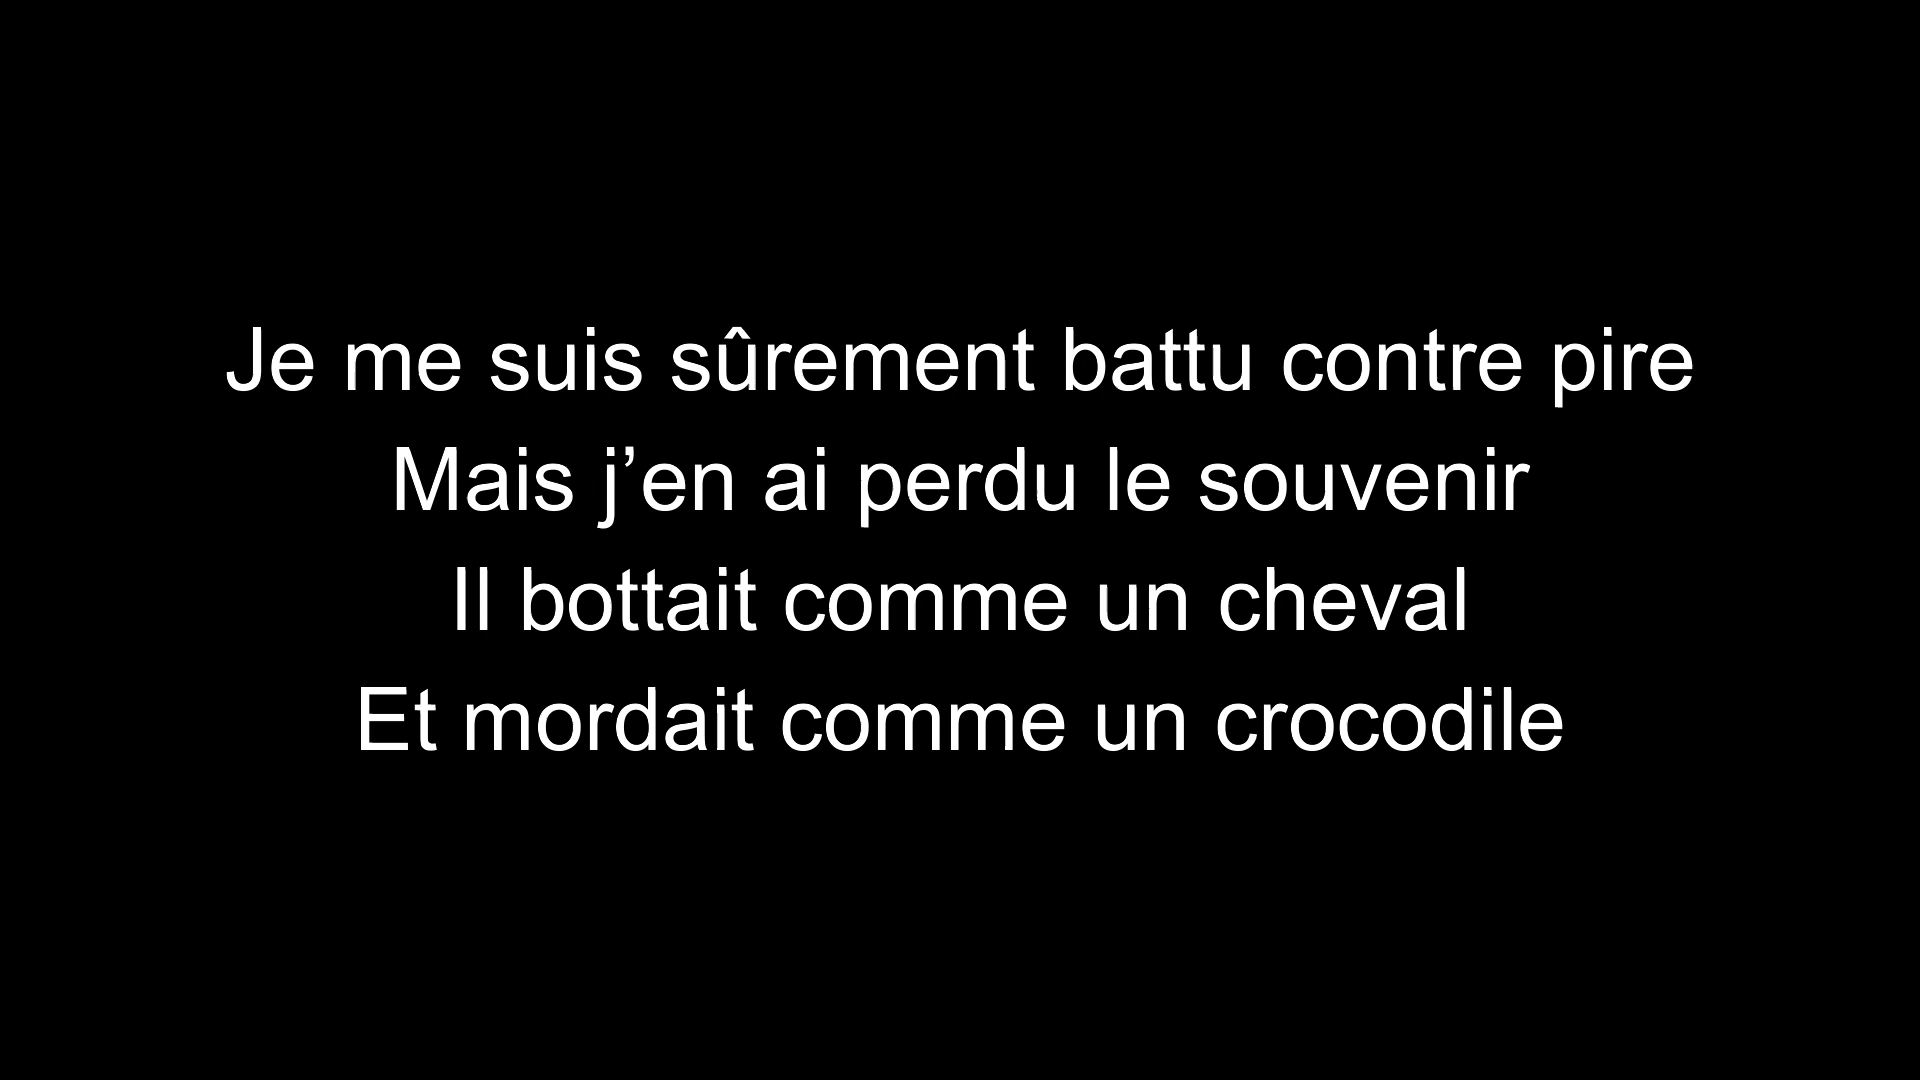 Je me suis sûrement battu contre pire
Mais j’en ai perdu le souvenir
Il bottait comme un cheval
Et mordait comme un crocodile